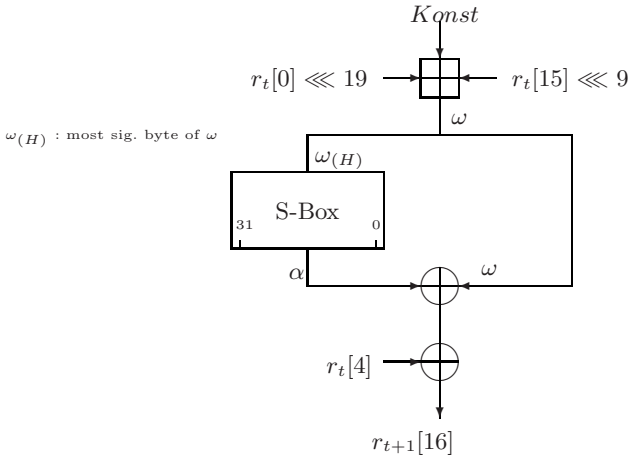 Konst
r_t[0] ⋘ 19
r_t[15] ⋘ 9
ω
ω_(H) : most sig. byte of ω
ω_(H)
S-Box
31
0
α
ω
r_t[4]
r_{t+1}[16]